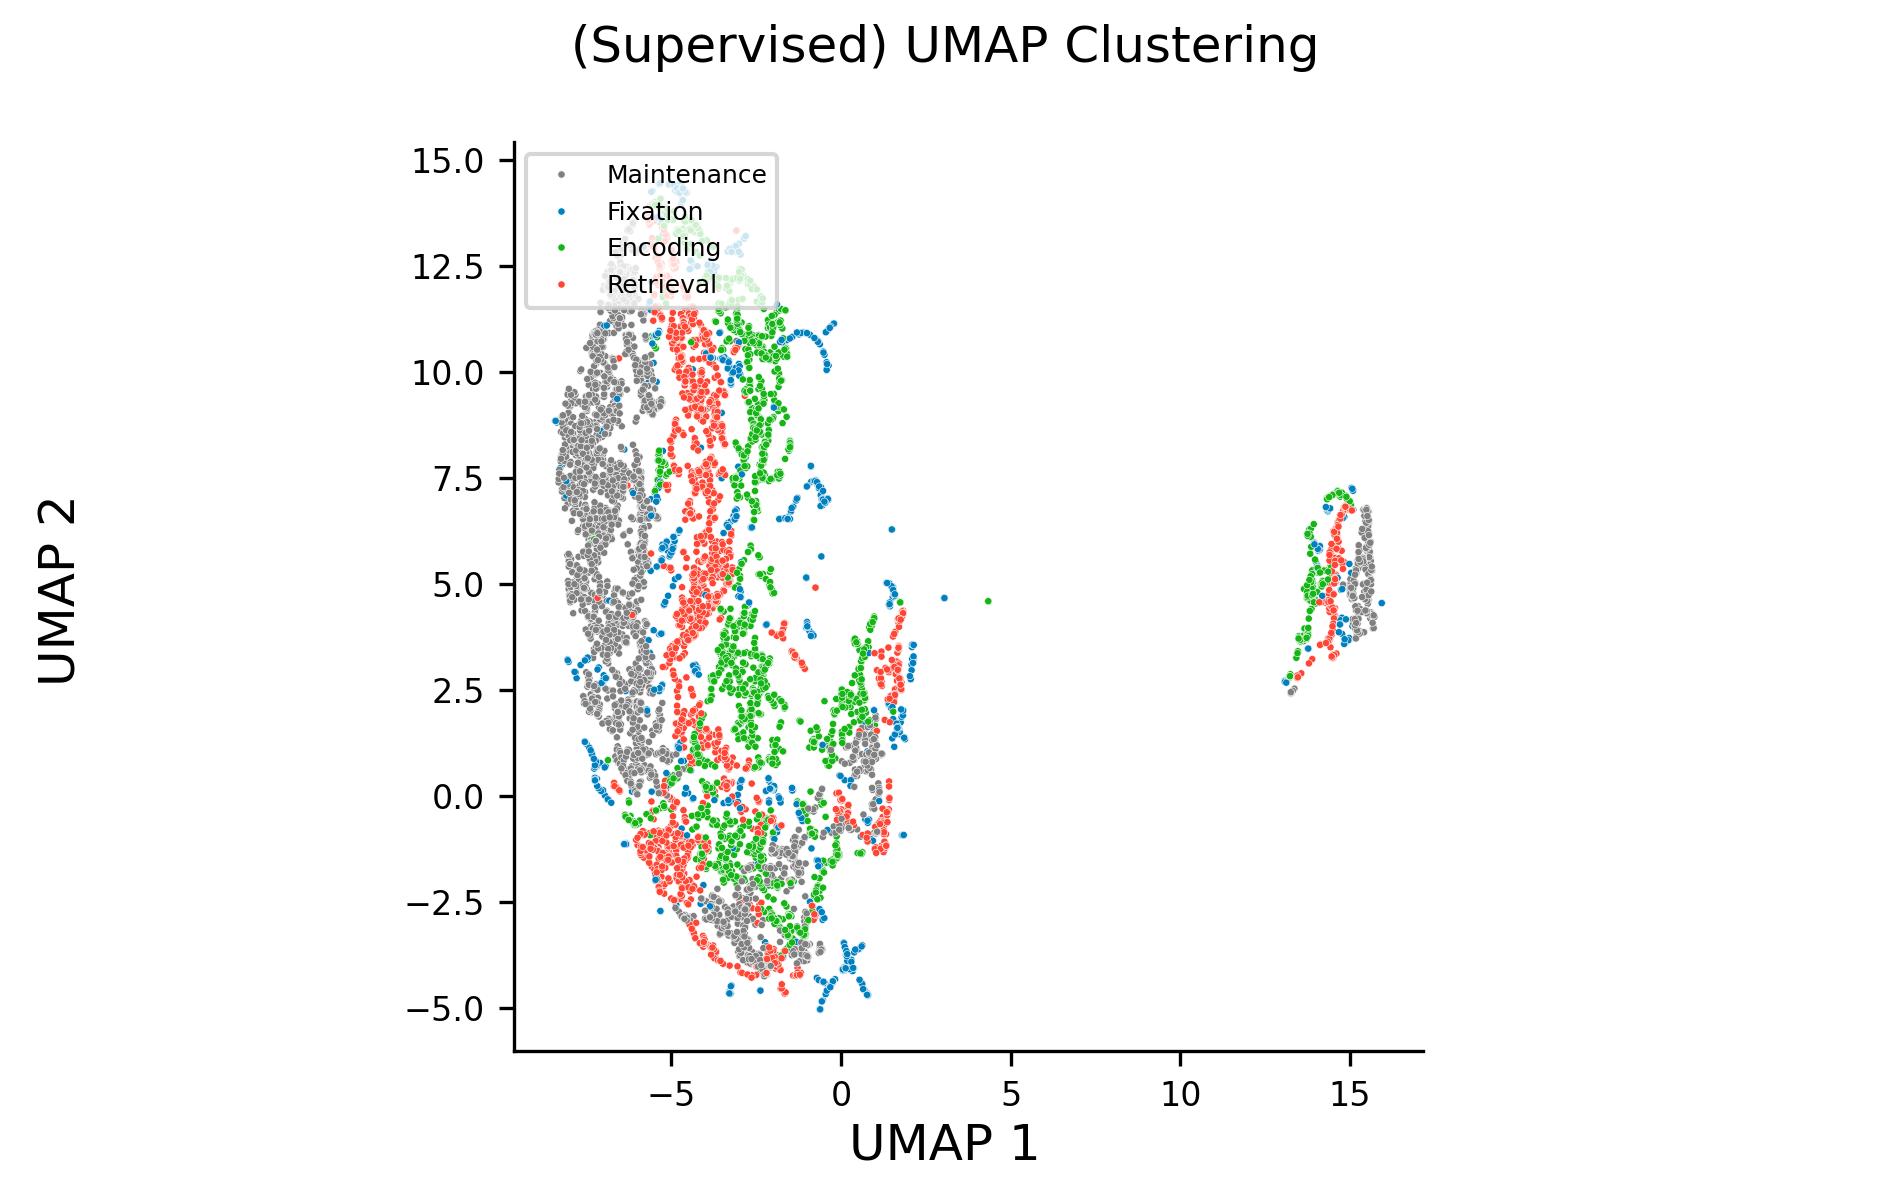 (Supervised) UMAP Clustering
UMAP 2
15.0
12.5
10.0
7.5
5.0
2.5
0.0
−2.5
−5.0
Maintenance
Fixation
Encoding
Retrieval
−5
0
5
10
15
UMAP 1